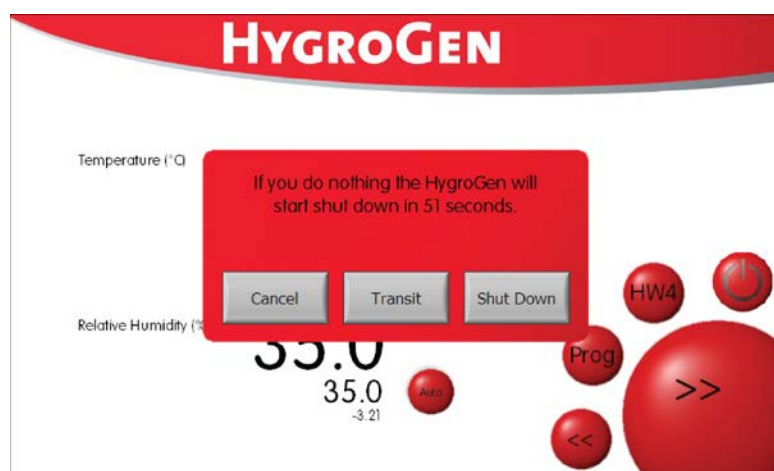 HYGROGEN
Temperature (°C)
If you do nothing the HygroGen will
start shut down in 51 seconds.
Cancel
Transit
Shut Down
HW4
Relative Humidity (%
35.0
Prog
35.0
Auto
-3.21
>>
<<